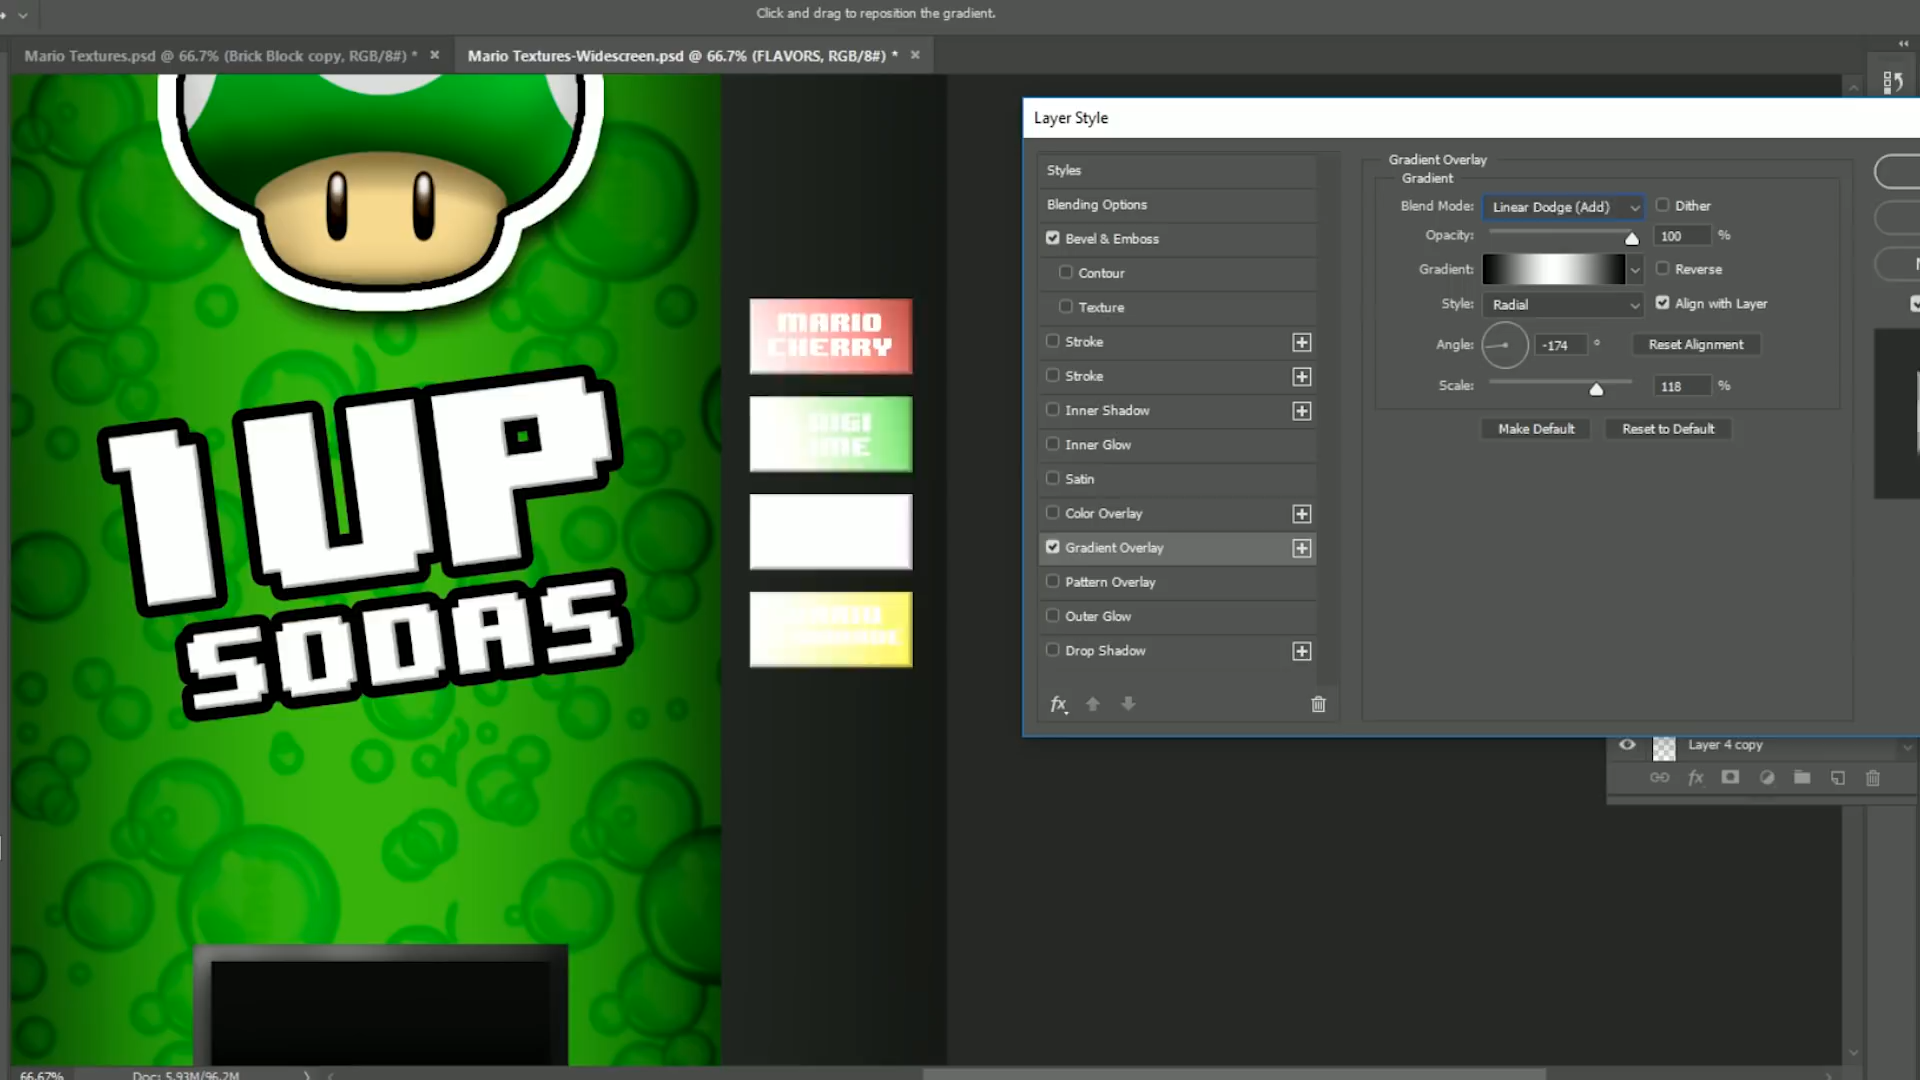 Click and drag to reposition the gradient.
Mario Textures.psd @ 66.7% (Brick Block copy, RGB/8#) *
Mario Textures-Widescreen.psd @ 66.7% (FLAVORS, RGB/8#) *
Layer Style
Styles
Blending Options
Bevel & Emboss
Contour
Texture
Stroke
Stroke
Inner Shadow
Inner Glow
Satin
Color Overlay
Gradient Overlay
Pattern Overlay
Outer Glow
Drop Shadow
fx
Gradient Overlay
Gradient
Blend Mode: Linear Dodge (Add) Dither
Opacity: 100 %
Gradient: Reverse
Style: Radial Align with Layer
Angle: -174 ° Reset Alignment
Scale: 118 %
Make Default Reset to Default
MARIO
CHERRY
1UP
SODAS
Layer 4 copy
fx
66.67% Doc: 5.93M/96.2M